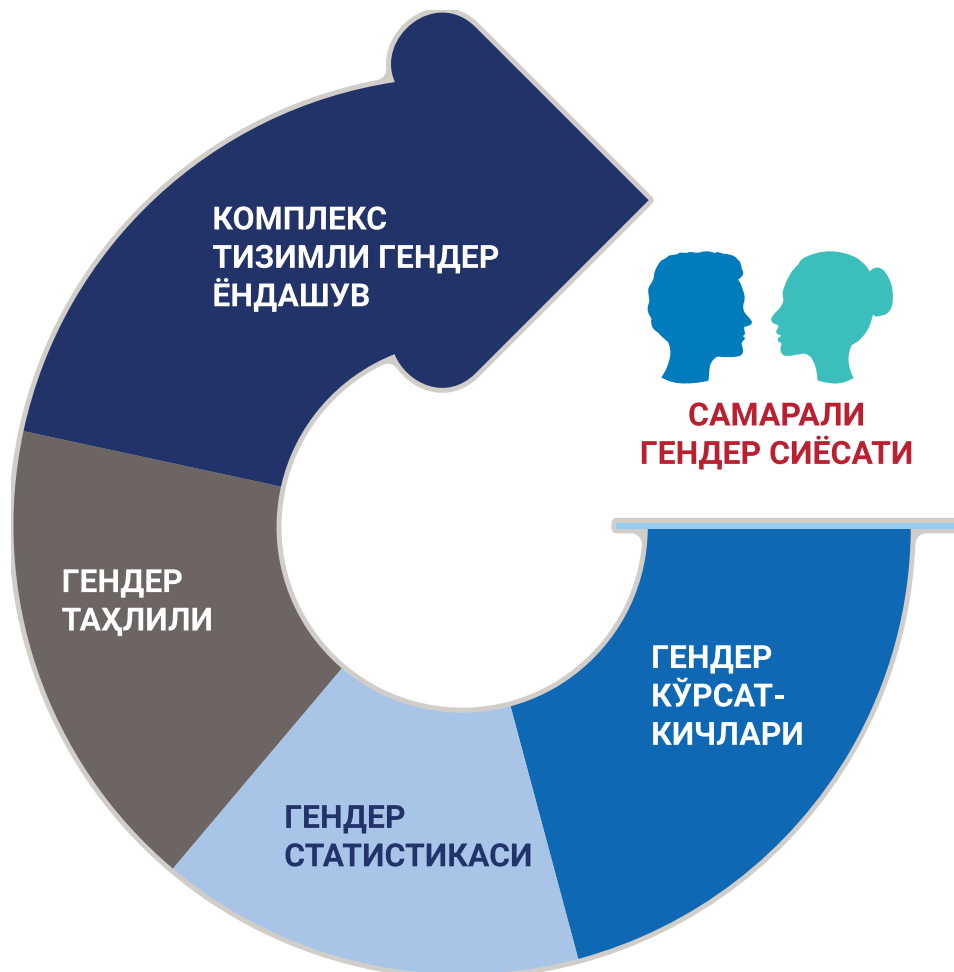 КОМПЛЕКС
ТИЗИМЛИ ГЕНДЕР
ЁНДАШУВ
САМАРАЛИ
ГЕНДЕР СИЁСАТИ
ГЕНДЕР
ТАҲЛИЛИ
ГЕНДЕР
КЎРСАТ-
КИЧЛАРИ
ГЕНДЕР
СТАТИСТИКАСИ